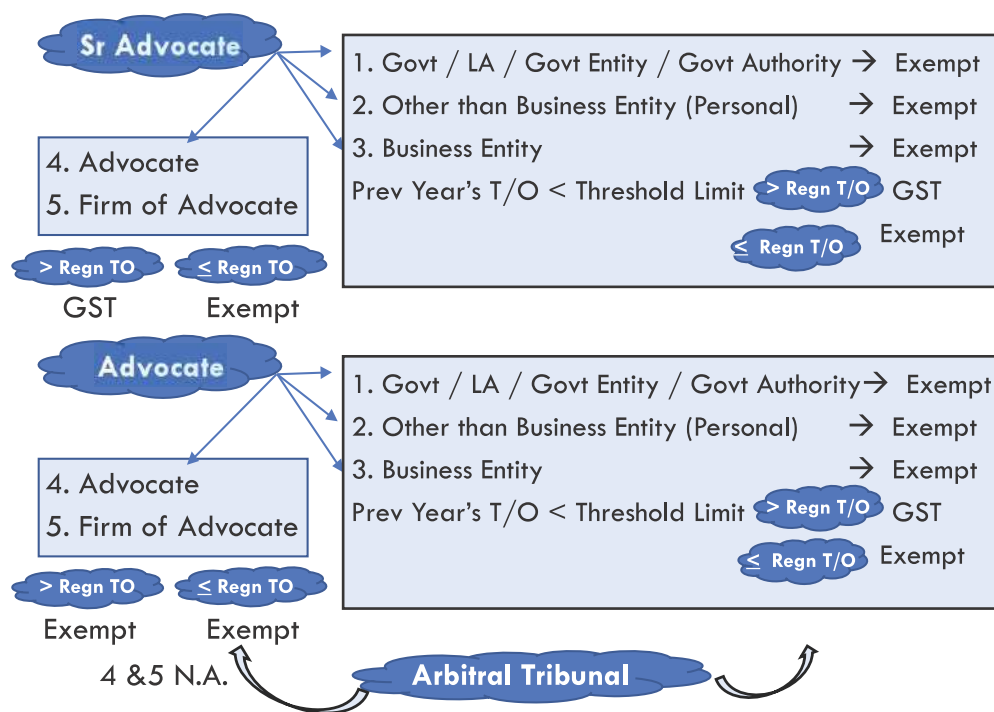 Sr Advocate
1. Govt / LA / Govt Entity / Govt Authority → Exempt
2. Other than Business Entity (Personal) → Exempt
3. Business Entity → Exempt
Prev Year's T/O < Threshold Limit > Regn T/O GST
≤ Regn T/O Exempt
4. Advocate
5. Firm of Advocate
> Regn TO ≤ Regn TO
GST Exempt
Advocate
1. Govt / LA / Govt Entity / Govt Authority → Exempt
2. Other than Business Entity (Personal) → Exempt
3. Business Entity → Exempt
Prev Year's T/O < Threshold Limit > Regn T/O GST
≤ Regn T/O Exempt
4. Advocate
5. Firm of Advocate
> Regn TO ≤ Regn TO
Exempt Exempt
4 &5 N.A.
Arbitral Tribunal